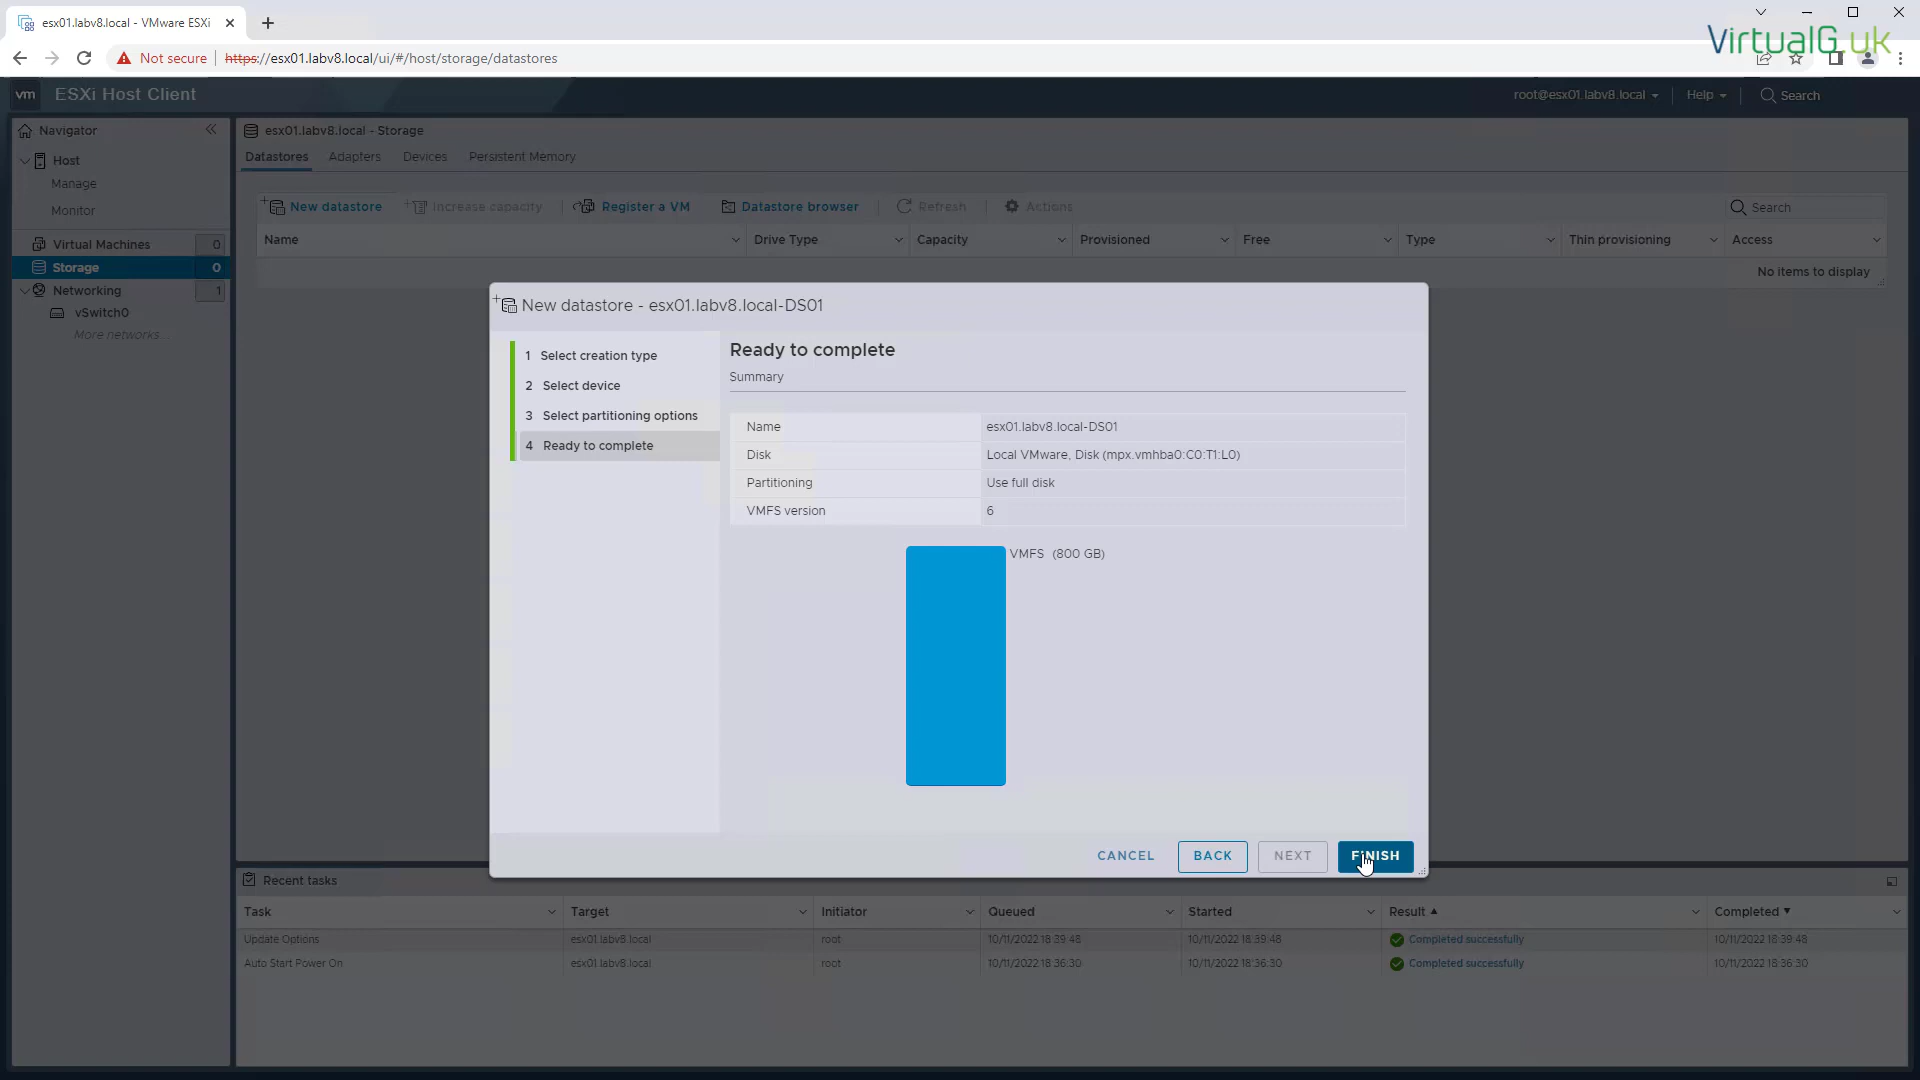 esx01.labv8.local - VMware ESXi
VirtualG.uk
Not secure
https://esx01.labv8.local/ui/#/host/storage/datastores
vm
ESXi Host Client
root@esx01.labv8.local
Help
Search
Navigator
Host
Manage
Monitor
Virtual Machines 0
Storage 0
Networking 1
vSwitch0
More networks...
esx01.labv8.local - Storage
Datastores Adapters Devices Persistent Memory
New datastore Increase capacity Register a VM Datastore browser Refresh Actions
Search
Name Drive Type Capacity Provisioned Free Type Thin provisioning Access
No items to display
New datastore - esx01.labv8.local-DS01
1 Select creation type
2 Select device
3 Select partitioning options
4 Ready to complete
Ready to complete
Summary
Name esx01.labv8.local-DS01
Disk Local VMware, Disk (mpx.vmhba0:C0:T1:L0)
Partitioning Use full disk
VMFS version 6
VMFS (800 GB)
CANCEL BACK NEXT FINISH
Recent tasks
Task Target Initiator Queued Started Result Completed
Update Options esx01.labv8.local root 10/11/2022 18:39:48 10/11/2022 18:39:48 Completed successfully 10/11/2022 18:39:48
Auto Start Power On esx01.labv8.local root 10/11/2022 18:36:30 10/11/2022 18:36:30 Completed successfully 10/11/2022 18:36:30